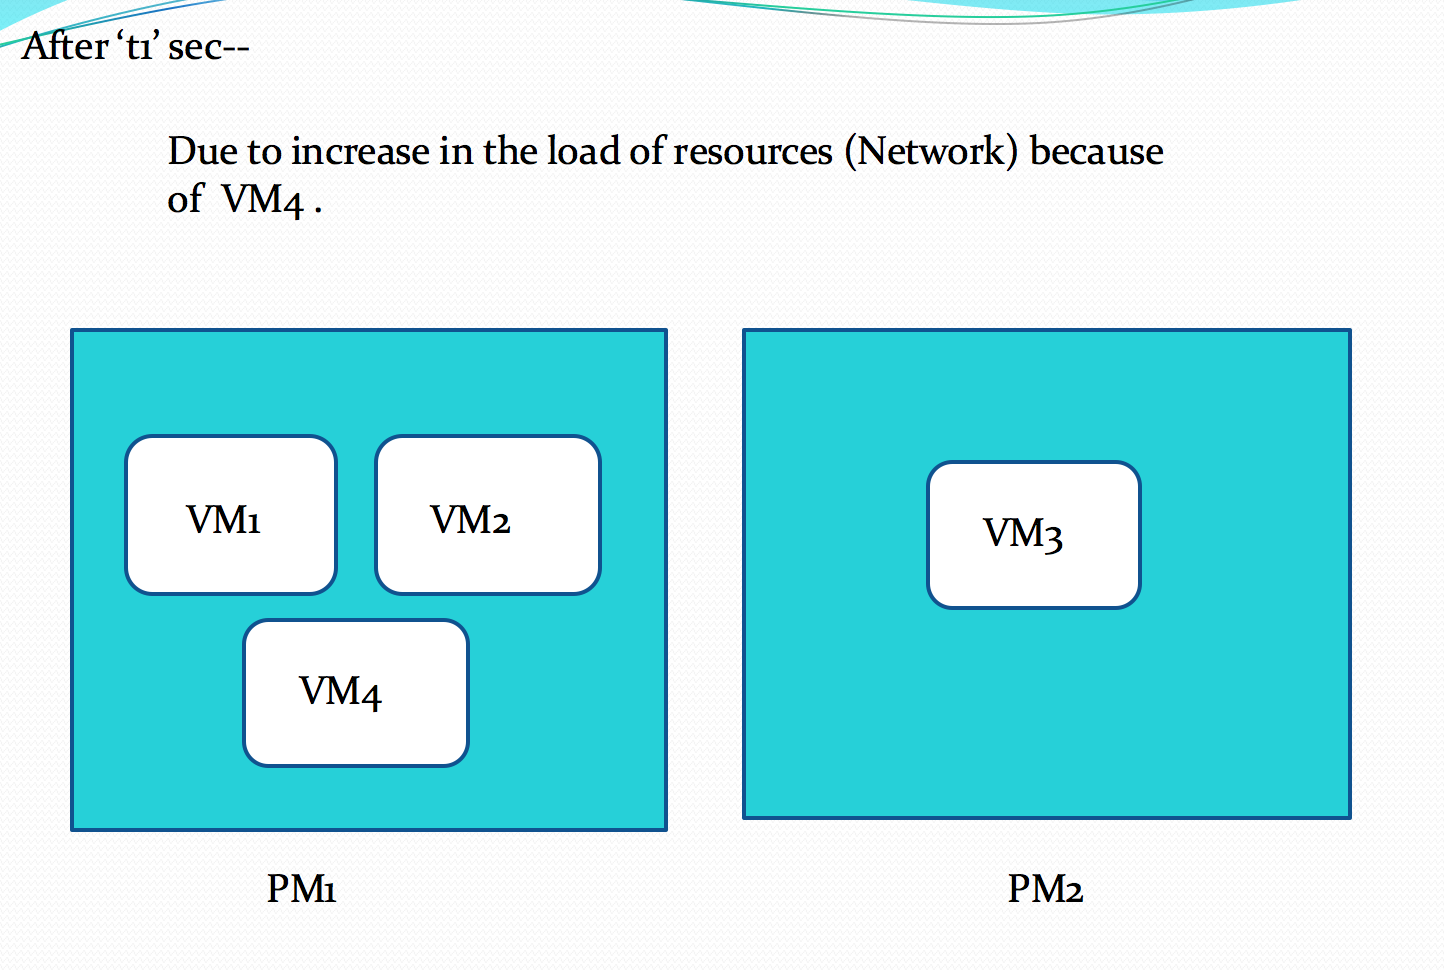 After ‘t1’ sec--
Due to increase in the load of resources (Network) because
of VM4 .
VM1
VM2
VM3
VM4
PM1
PM2